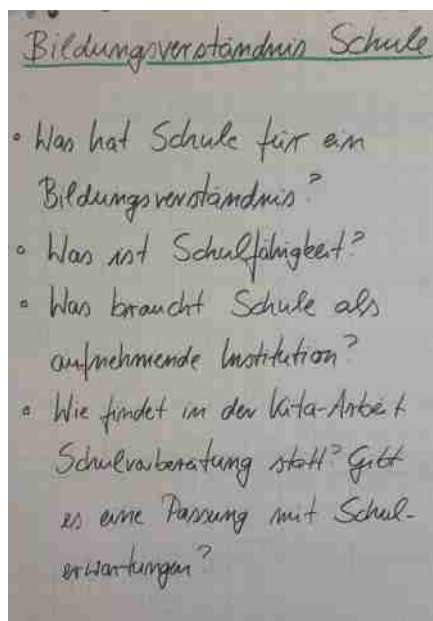 Bildungsverständnis Schule
• Was hat Schule für ein
Bildungsverständnis?
• Was ist Schulfähigkeit?
• Was braucht Schule als
aufnehmende Institution?
• Wie findet in der Kita-Arbeit
Schulvorbereitung statt? Gibt
es eine Passung mit Schul-
erwartungen?